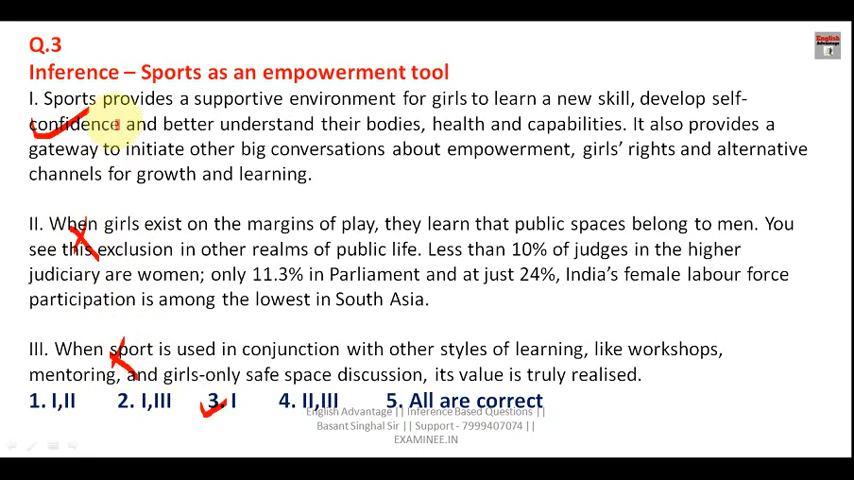 Q.3
English
Advantage
Inference – Sports as an empowerment tool
I. Sports provides a supportive environment for girls to learn a new skill, develop self-
confidence and better understand their bodies, health and capabilities. It also provides a
gateway to initiate other big conversations about empowerment, girls’ rights and alternative
channels for growth and learning.
II. When girls exist on the margins of play, they learn that public spaces belong to men. You
see this exclusion in other realms of public life. Less than 10% of judges in the higher
judiciary are women; only 11.3% in Parliament and at just 24%, India’s female labour force
participation is among the lowest in South Asia.
III. When sport is used in conjunction with other styles of learning, like workshops,
mentoring, and girls-only safe space discussion, its value is truly realised.
1. I,II 2. I,III 3. I 4. II,III 5. All are correct
English Advantage || Inference Based Questions ||
Basant Singhal Sir || Support - 7999407074 ||
EXAMINEE.IN